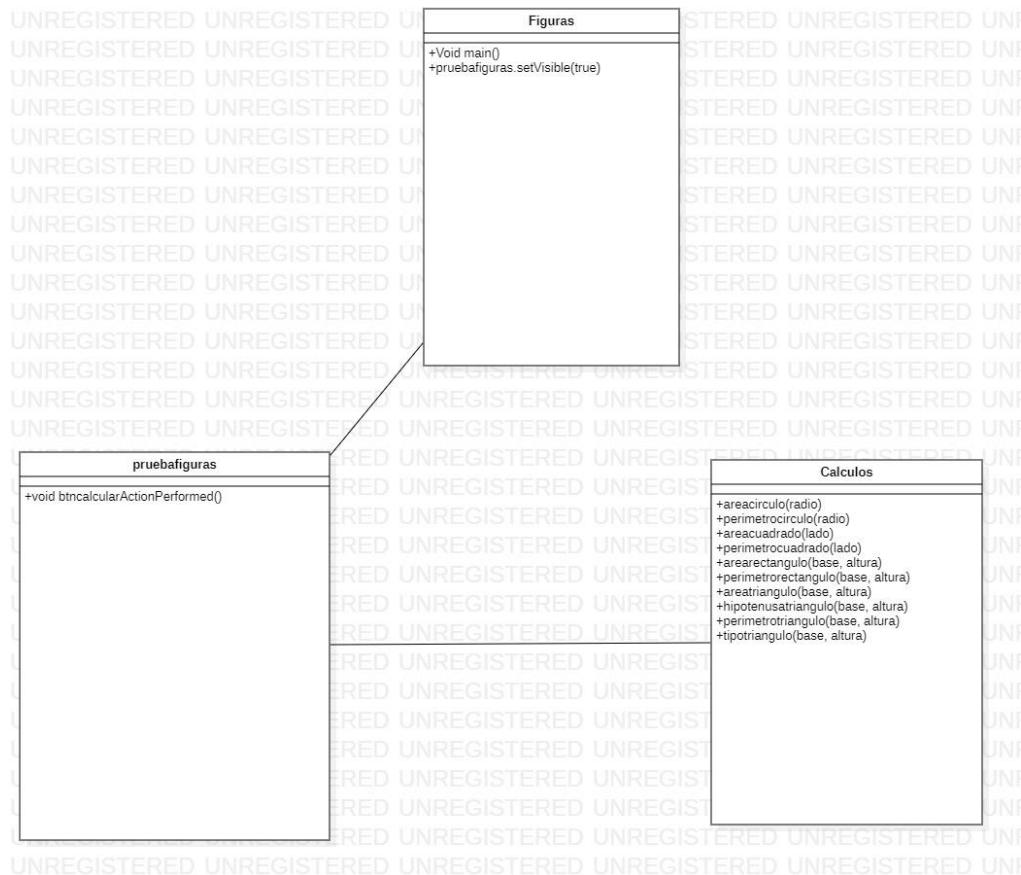 Figuras
+Void main()
+pruebafiguras.setVisible(true)
pruebafiguras
+void btncalcularActionPerformed()
Calculos
+areacirculo(radio)
+perimetrocirculo(radio)
+areacuadrado(lado)
+perimetrocuadrado(lado)
+arearectangulo(base, altura)
+perimetrorectangulo(base, altura)
+areatriangulo(base, altura)
+hipotenusatriangulo(base, altura)
+perimetrotriangulo(base, altura)
+tipotriangulo(base, altura)
UNREGISTERED